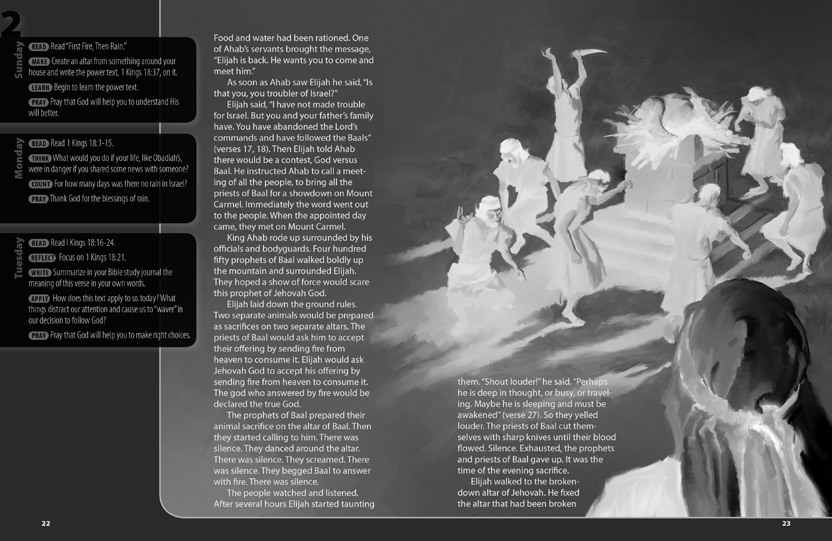 2
Sunday
READ Read “First Fire, Then Rain.”
MAKE Create an altar from something around your
house and write the power text, 1 Kings 18:37, on it.
LEARN Begin to learn the power text.
PRAY Pray that God will help you to understand His
will better.
Monday
READ Read 1 Kings 18:1-15.
THINK What would you do if your life, like Obadiah’s,
were in danger if you shared some news with someone?
COUNT For how many days was there no rain in Israel?
PRAY Thank God for the blessings of rain.
Tuesday
READ Read I Kings 18:16-24.
REFLECT Focus on 1 Kings 18:21.
WRITE Summarize in your Bible study journal the
meaning of this verse in your own words.
APPLY How does this text apply to us today? What
things distract our attention and cause us to “waver” in
our decision to follow God?
PRAY Pray that God will help you to make right choices.
Food and water had been rationed. One
of Ahab’s servants brought the message,
“Elijah is back. He wants you to come and
meet him.”
As soon as Ahab saw Elijah he said, “Is
that you, you troubler of Israel?”
Elijah said, “I have not made trouble
for Israel. But you and your father’s family
have. You have abandoned the Lord’s
commands and have followed the Baals”
(verses 17, 18). Then Elijah told Ahab
there would be a contest, God versus
Baal. He instructed Ahab to call a meet-
ing of all the people, to bring all the
priests of Baal for a showdown on Mount
Carmel. Immediately the word went out
to the people. When the appointed day
came, they met on Mount Carmel.
King Ahab rode up surrounded by his
officials and bodyguards. Four hundred
fifty prophets of Baal walked boldly up
the mountain and surrounded Elijah.
They hoped a show of force would scare
this prophet of Jehovah God.
Elijah laid down the ground rules.
Two separate animals would be prepared
as sacrifices on two separate altars. The
priests of Baal would ask him to accept
their offering by sending fire from
heaven to consume it. Elijah would ask
Jehovah God to accept his offering by
sending fire from heaven to consume it.
The god who answered by fire would be
declared the true God.
The prophets of Baal prepared their
animal sacrifice on the altar of Baal. Then
they started calling to him. There was
silence. They danced around the altar.
There was silence. They screamed. There
was silence. They begged Baal to answer
with fire. There was silence.
The people watched and listened.
After several hours Elijah started taunting
them. “Shout louder!” he said. “Perhaps
he is deep in thought, or busy, or travel-
ing. Maybe he is sleeping and must be
awakened” (verse 27). So they yelled
louder. The priests of Baal cut them-
selves with sharp knives until their blood
flowed. Silence. Exhausted, the prophets
and priests of Baal gave up. It was the
time of the evening sacrifice.
Elijah walked to the broken-
down altar of Jehovah. He fixed
the altar that had been broken
22
23